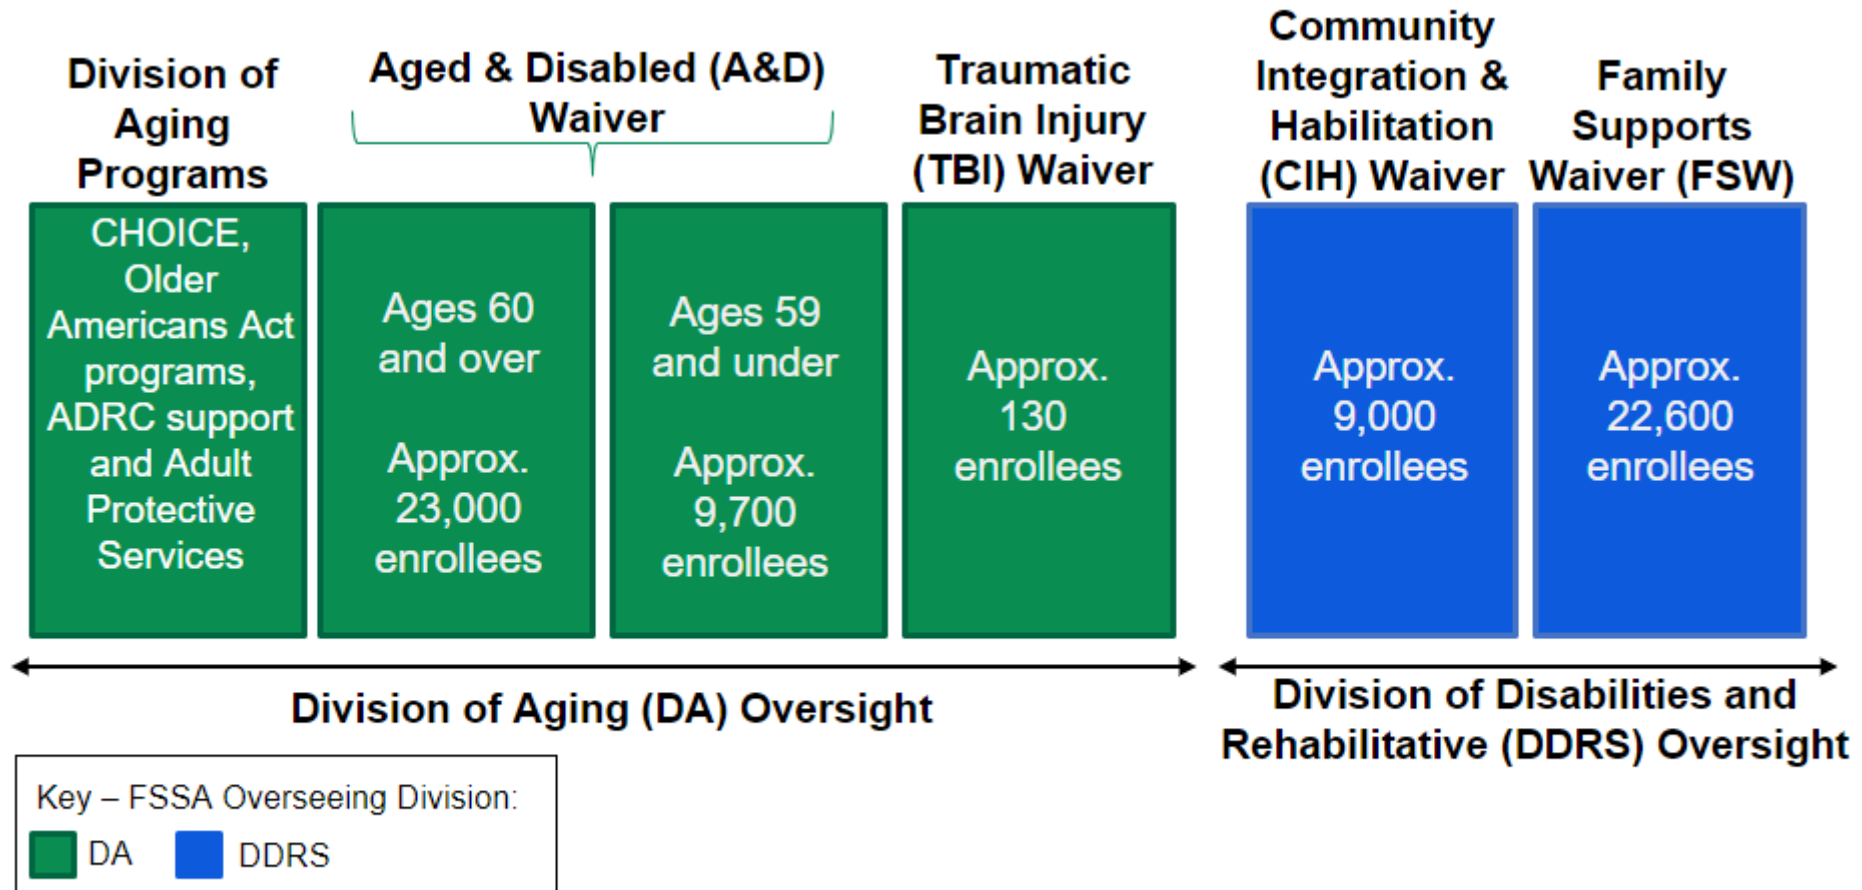 Division of
Aging
Programs
Aged & Disabled (A&D)
Waiver
Traumatic
Brain Injury
(TBI) Waiver
Community
Integration &
Habilitation
(CIH) Waiver
Family
Supports
Waiver (FSW)
CHOICE,
Older
Americans Act
programs,
ADRC support
and Adult
Protective
Services
Ages 60
and over
Approx.
23,000
enrollees
Ages 59
and under
Approx.
9,700
enrollees
Approx.
130
enrollees
Approx.
9,000
enrollees
Approx.
22,600
enrollees
Division of Aging (DA) Oversight
Division of Disabilities and
Rehabilitative (DDRS) Oversight
Key – FSSA Overseeing Division:
DA
DDRS